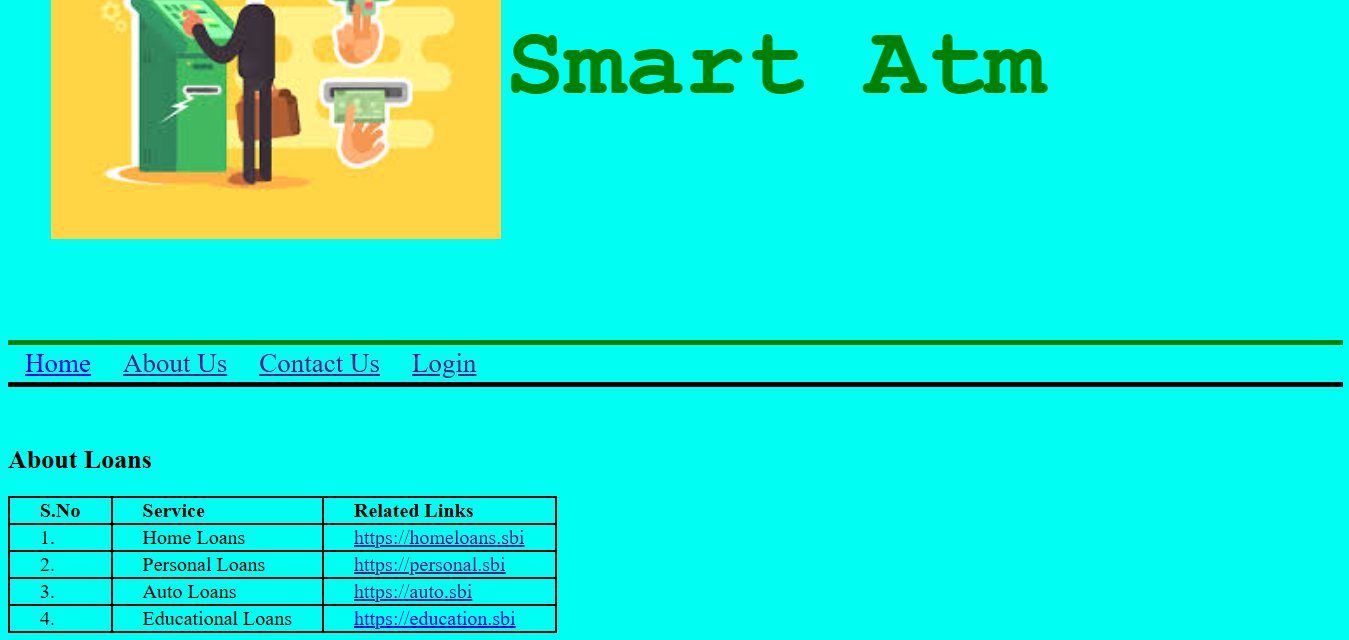 Smart Atm
Home About Us Contact Us Login
About Loans
S.No Service Related Links
1. Home Loans https://homeloans.sbi
2. Personal Loans https://personal.sbi
3. Auto Loans https://auto.sbi
4. Educational Loans https://education.sbi